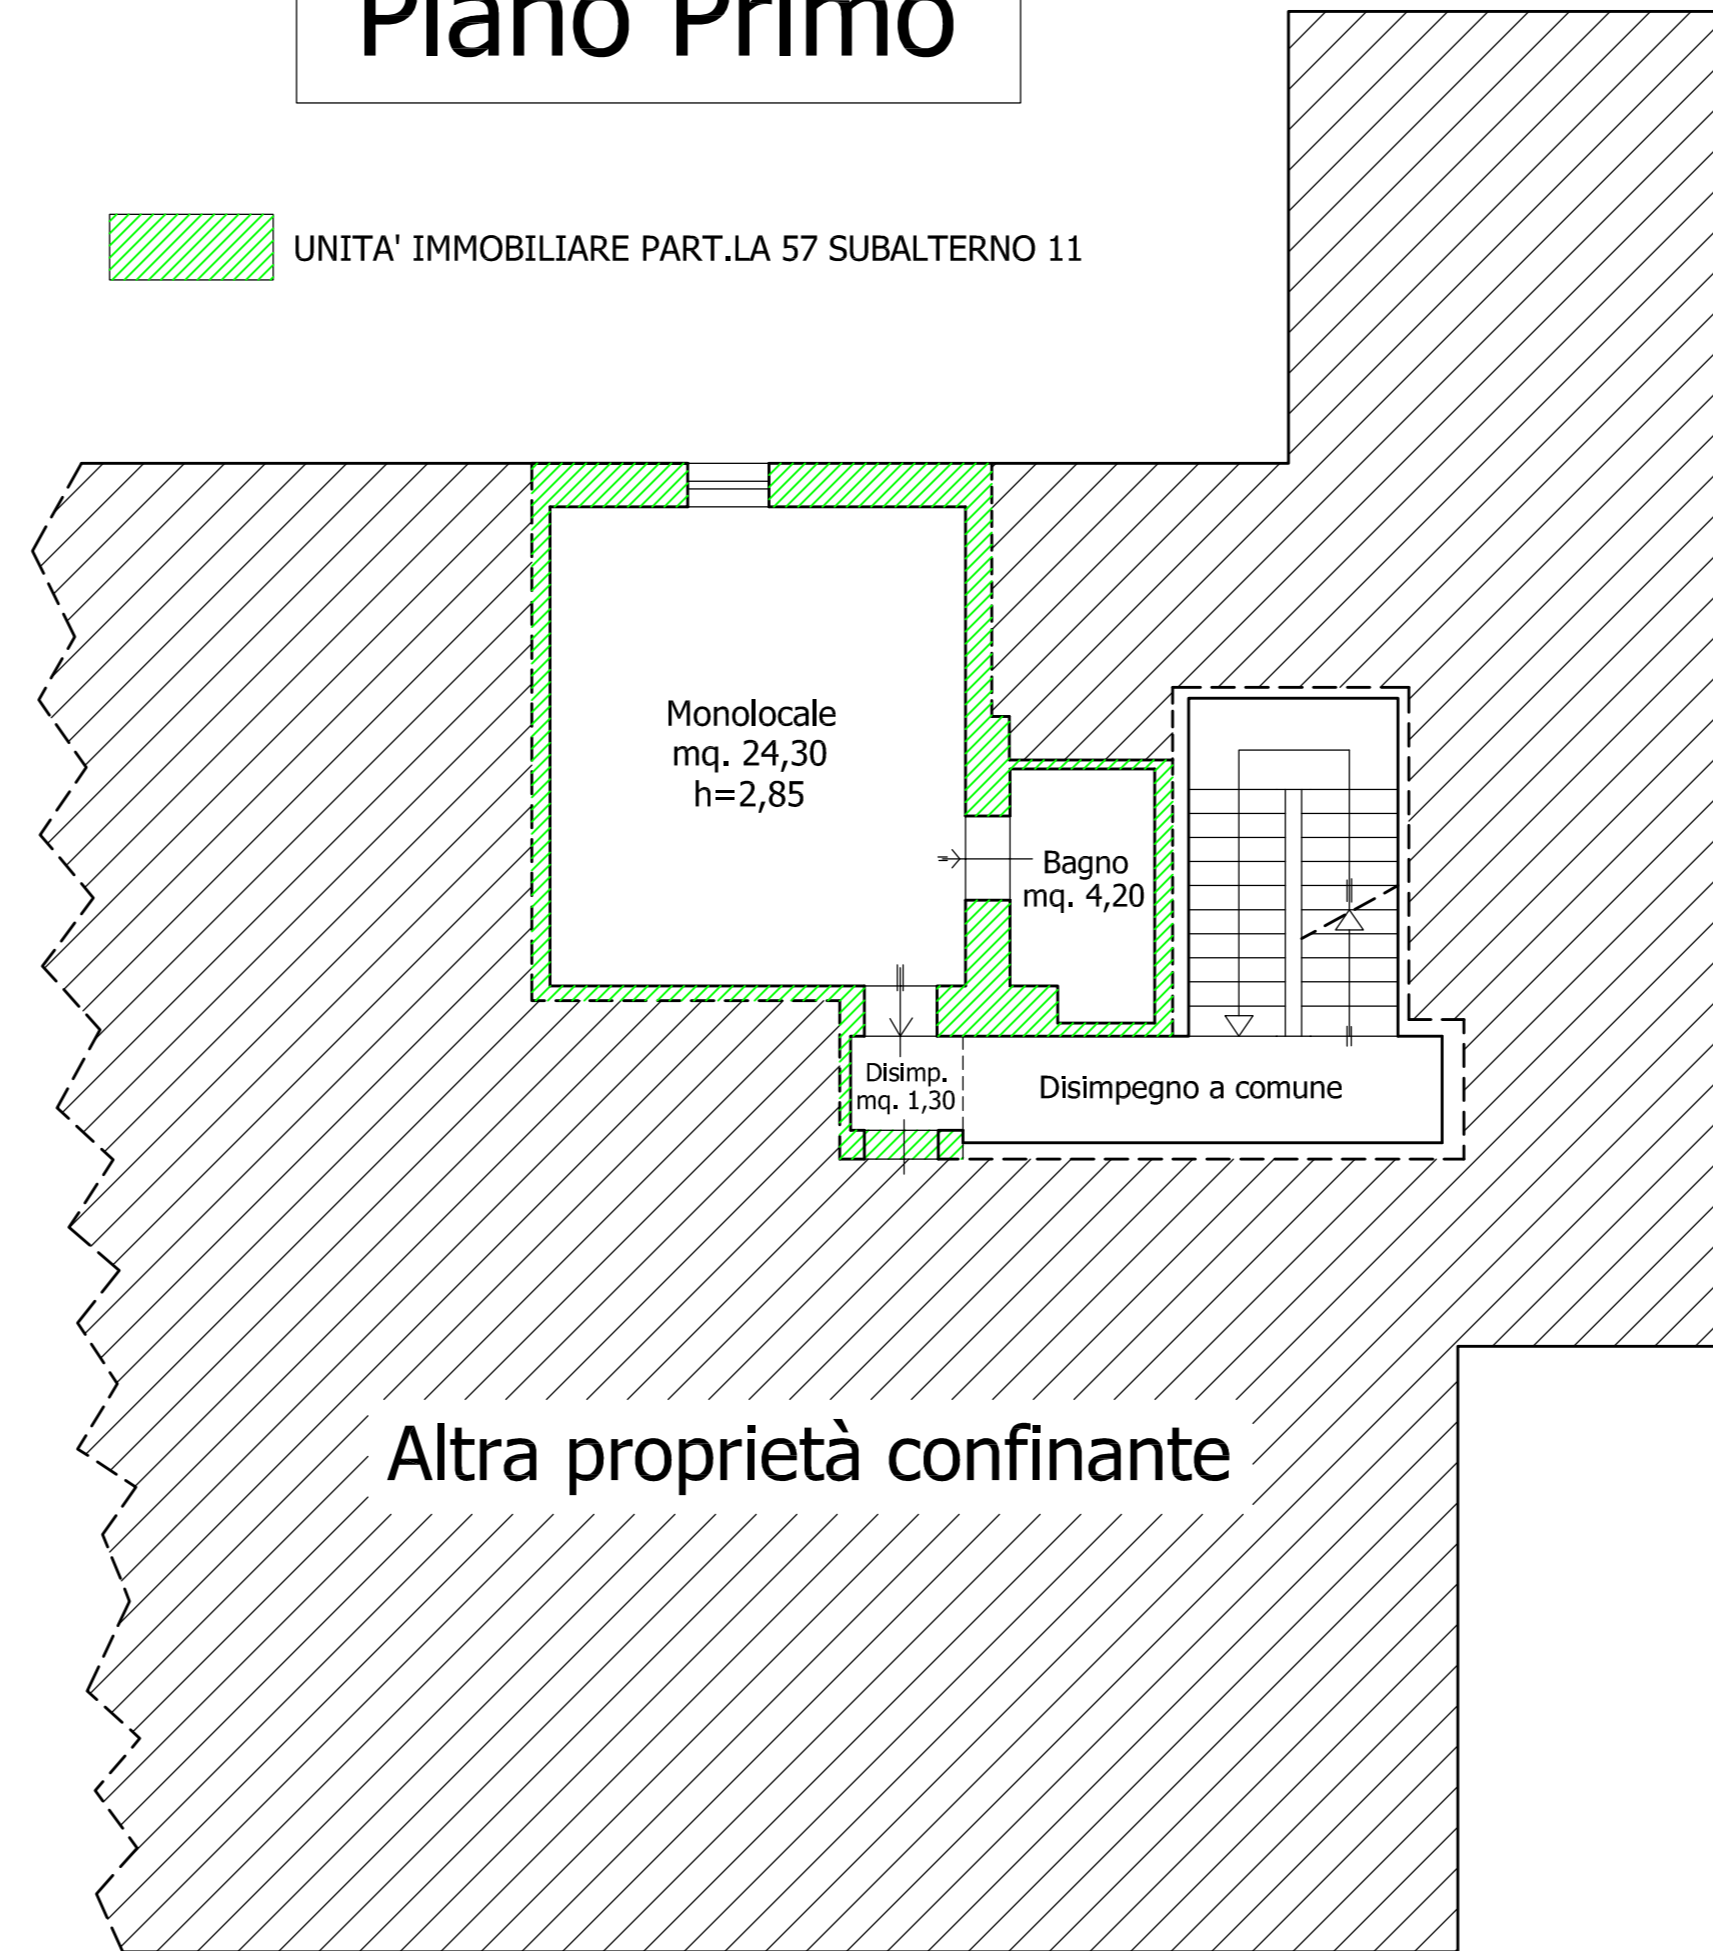 Piano Primo
UNITA' IMMOBILIARE PART.LA 57 SUBALTERNO 11
Monolocale
mq. 24,30
h=2,85
Bagno
mq. 4,20
Disimp.
mq. 1,30
Disimpegno a comune
Altra proprietà confinante